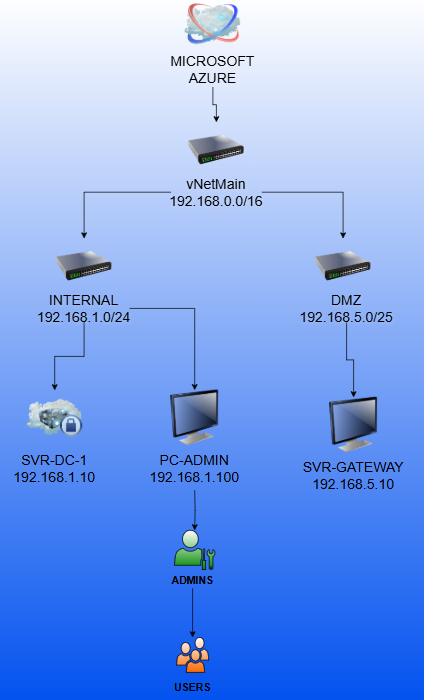 MICROSOFT
AZURE
vNetMain
192.168.0.0/16
INTERNAL
192.168.1.0/24
DMZ
192.168.5.0/25
SVR-DC-1
192.168.1.10
PC-ADMIN
192.168.1.100
SVR-GATEWAY
192.168.5.10
ADMINS
USERS